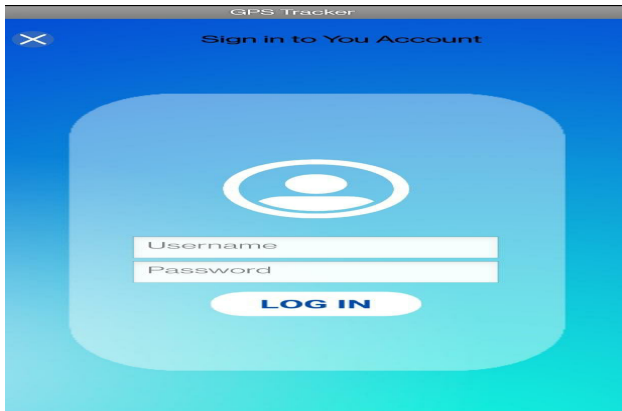 GPS Tracker
Sign in to You Account
Username
Password
LOG IN